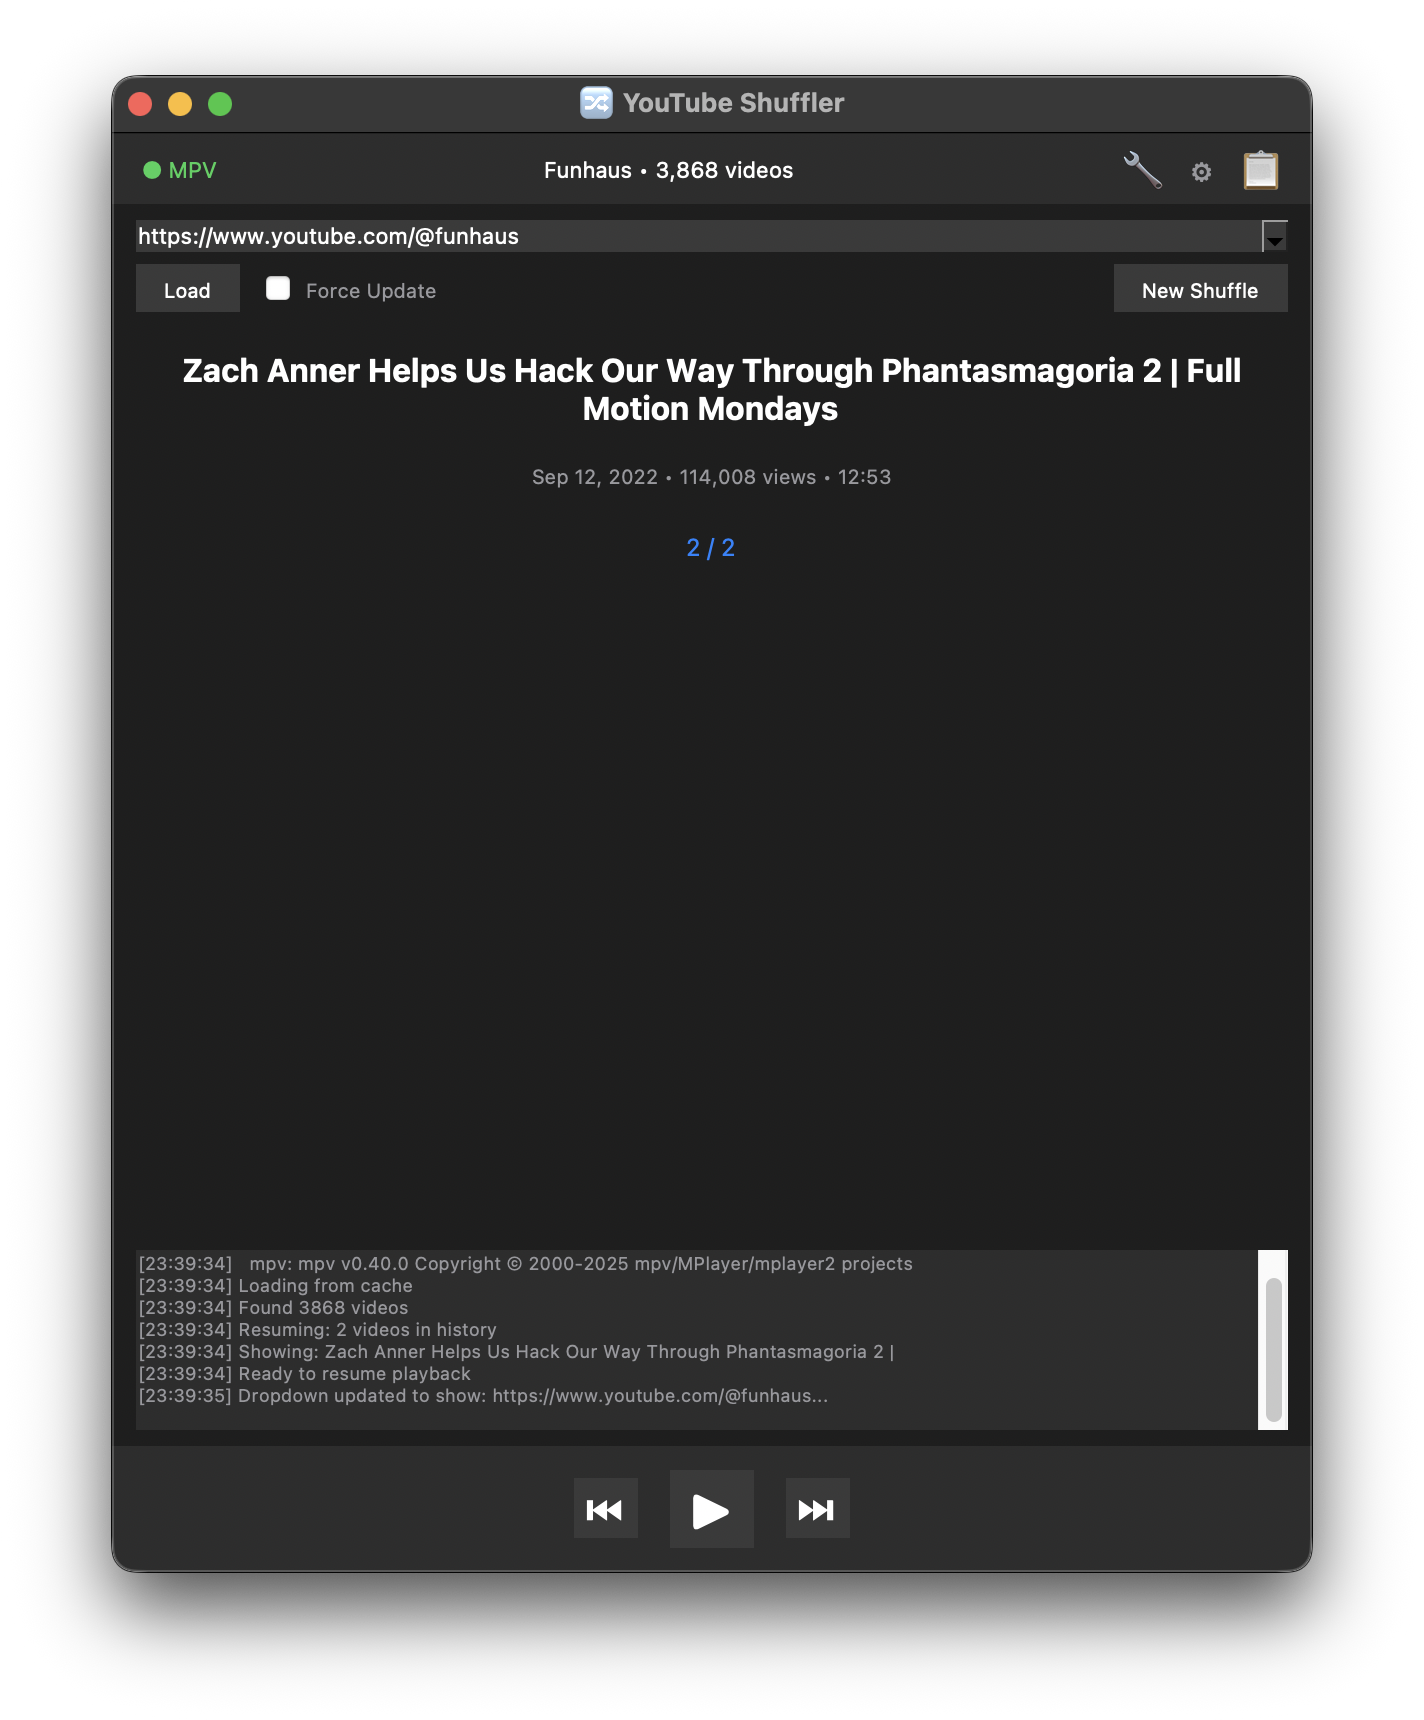 YouTube Shuffler
MPV
Funhaus • 3,868 videos
https://www.youtube.com/@funhaus
Load
Force Update
New Shuffle
Zach Anner Helps Us Hack Our Way Through Phantasmagoria 2 | Full
Motion Mondays
Sep 12, 2022 • 114,008 views • 12:53
2 / 2
[23:39:34]   mpv: mpv v0.40.0 Copyright © 2000-2025 mpv/MPlayer/mplayer2 projects
[23:39:34] Loading from cache
[23:39:34] Found 3868 videos
[23:39:34] Resuming: 2 videos in history
[23:39:34] Showing: Zach Anner Helps Us Hack Our Way Through Phantasmagoria 2 |
[23:39:34] Ready to resume playback
[23:39:35] Dropdown updated to show: https://www.youtube.com/@funhaus...